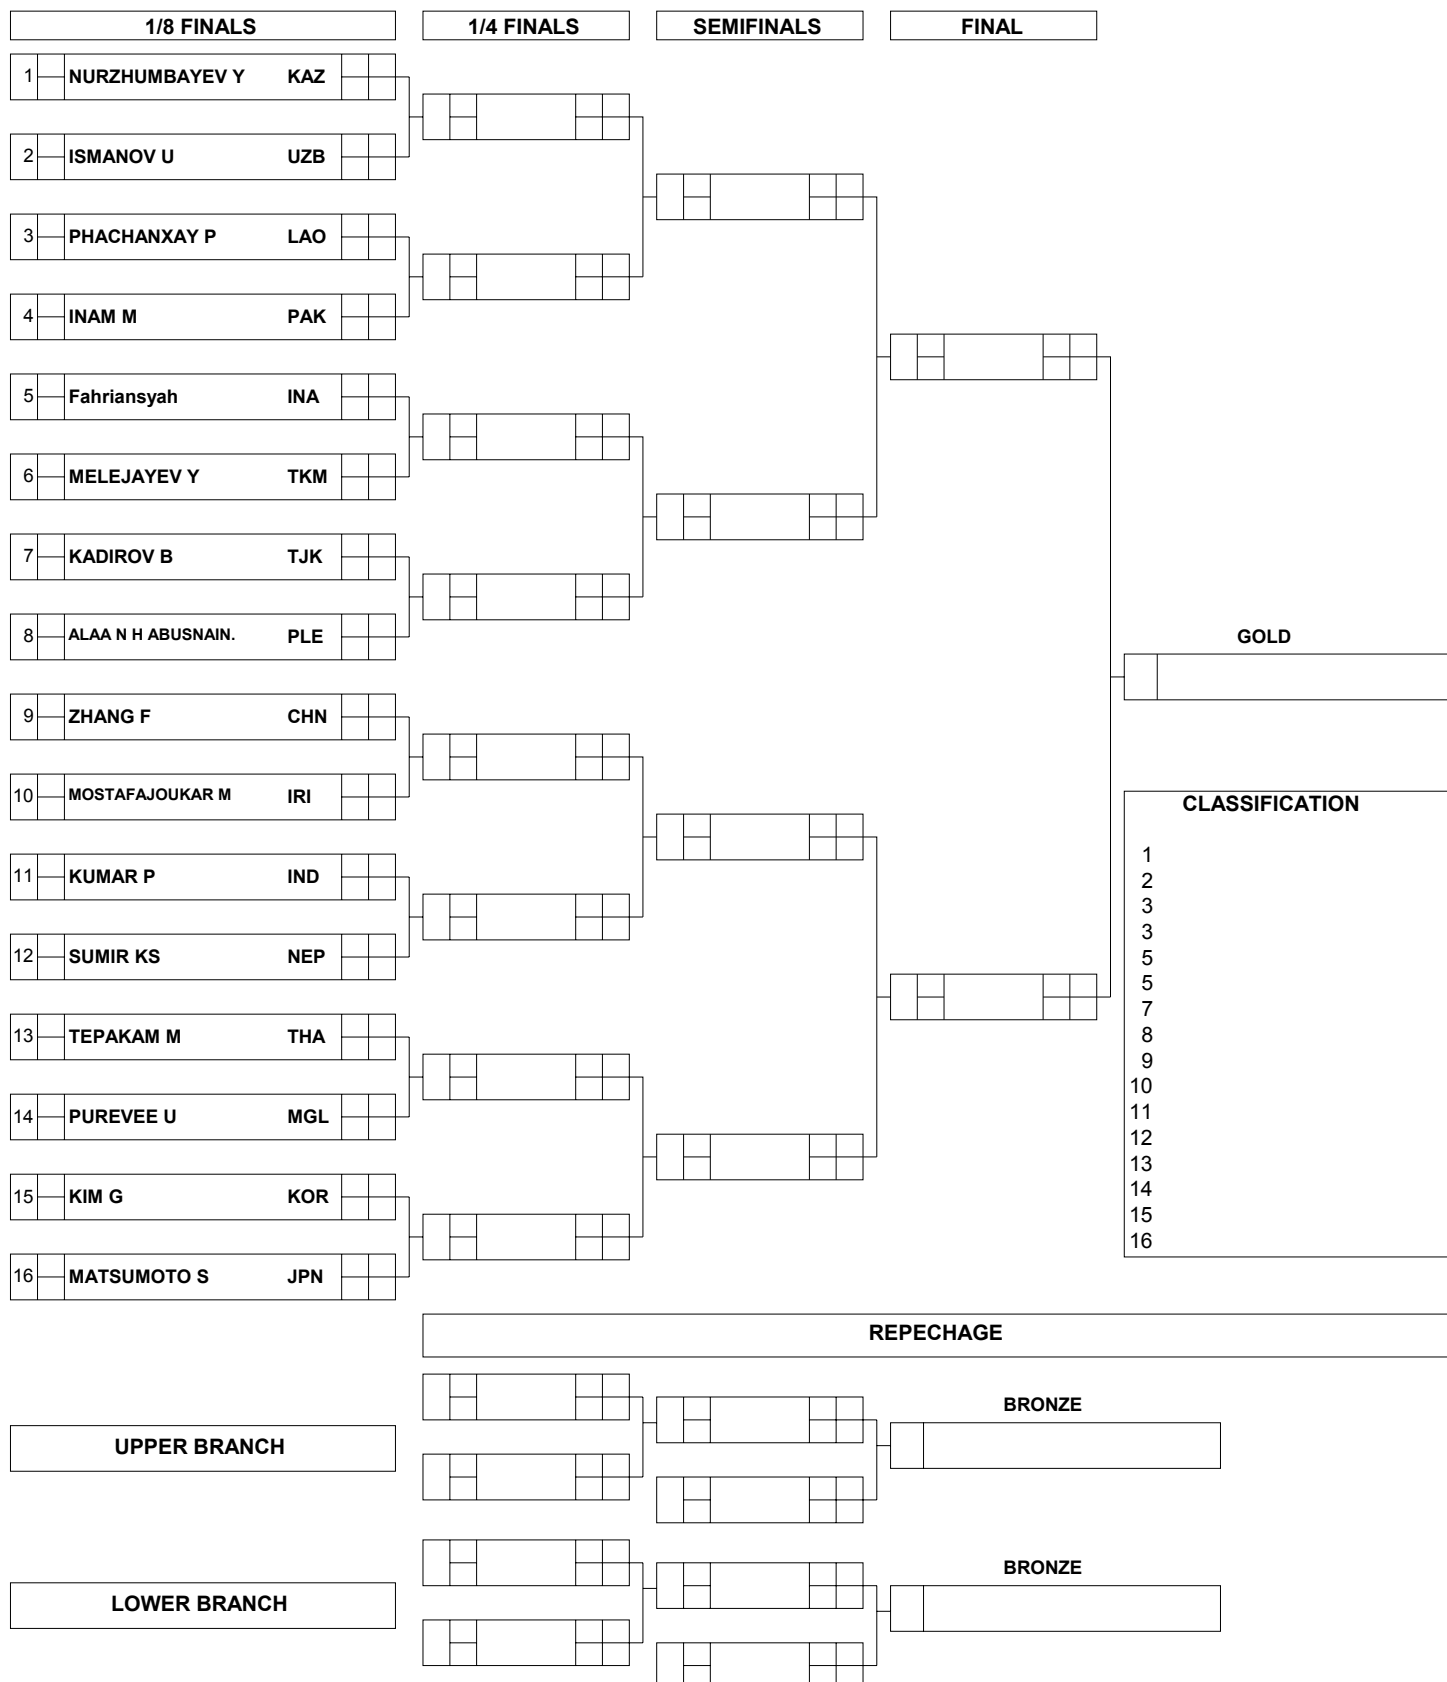 1/8 FINALS 1/4 FINALS SEMIFINALS FINAL
1 NURZHUMBAYEV Y KAZ
2 ISMANOV U UZB
3 PHACHANXAY P LAO
4 INAM M PAK
5 Fahriansyah INA
6 MELEJAYEV Y TKM
7 KADIROV B TJK
8 ALAA N H ABUSNAIN. PLE
GOLD
9 ZHANG F CHN
10 MOSTAFAJOUKAR M IRI
11 KUMAR P IND
12 SUMIR KS NEP
13 TEPAKAM M THA
14 PUREVEE U MGL
15 KIM G KOR
16 MATSUMOTO S JPN
CLASSIFICATION
1
2
3
3
5
5
7
8
9
10
11
12
13
14
15
16
REPECHAGE
BRONZE
UPPER BRANCH
BRONZE
LOWER BRANCH